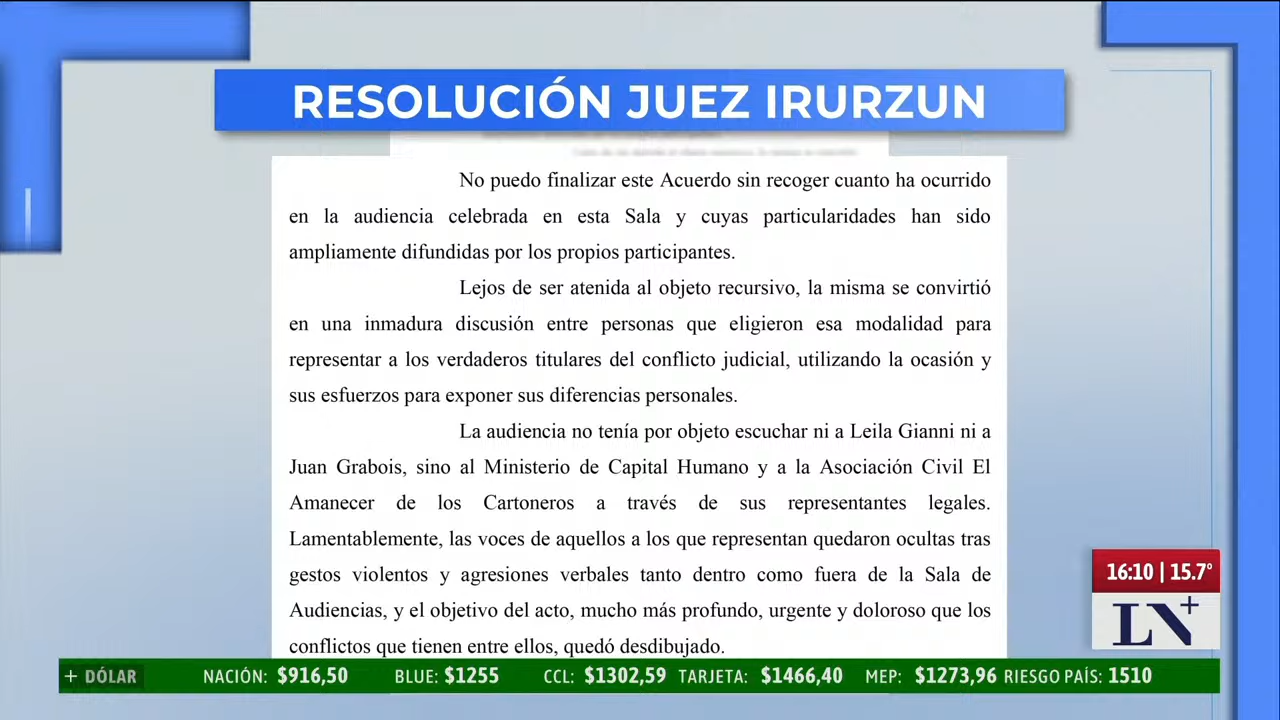 RESOLUCIÓN JUEZ IRURZUN
No puedo finalizar este Acuerdo sin recoger cuanto ha ocurrido
en la audiencia celebrada en esta Sala y cuyas particularidades han sido
ampliamente difundidas por los propios participantes.
Lejos de ser atenida al objeto recursivo, la misma se convirtió
en una inmadura discusión entre personas que eligieron esa modalidad para
representar a los verdaderos titulares del conflicto judicial, utilizando la ocasión y
sus esfuerzos para exponer sus diferencias personales.
La audiencia no tenía por objeto escuchar ni a Leila Gianni ni a
Juan Grabois, sino al Ministerio de Capital Humano y a la Asociación Civil El
Amanecer de los Cartoneros a través de sus representantes legales.
Lamentablemente, las voces de aquellos a los que representan quedaron ocultas tras
gestos violentos y agresiones verbales tanto dentro como fuera de la Sala de
Audiencias, y el objetivo del acto, mucho más profundo, urgente y doloroso que los
conflictos que tienen entre ellos, quedó desdibujado.
16:10 | 15.7°
LN+
+ DÓLAR NACIÓN: $916,50 BLUE: $1255 CCL: $1302,59 TARJETA: $1466,40 MEP: $1273,96 RIESGO PAÍS: 1510